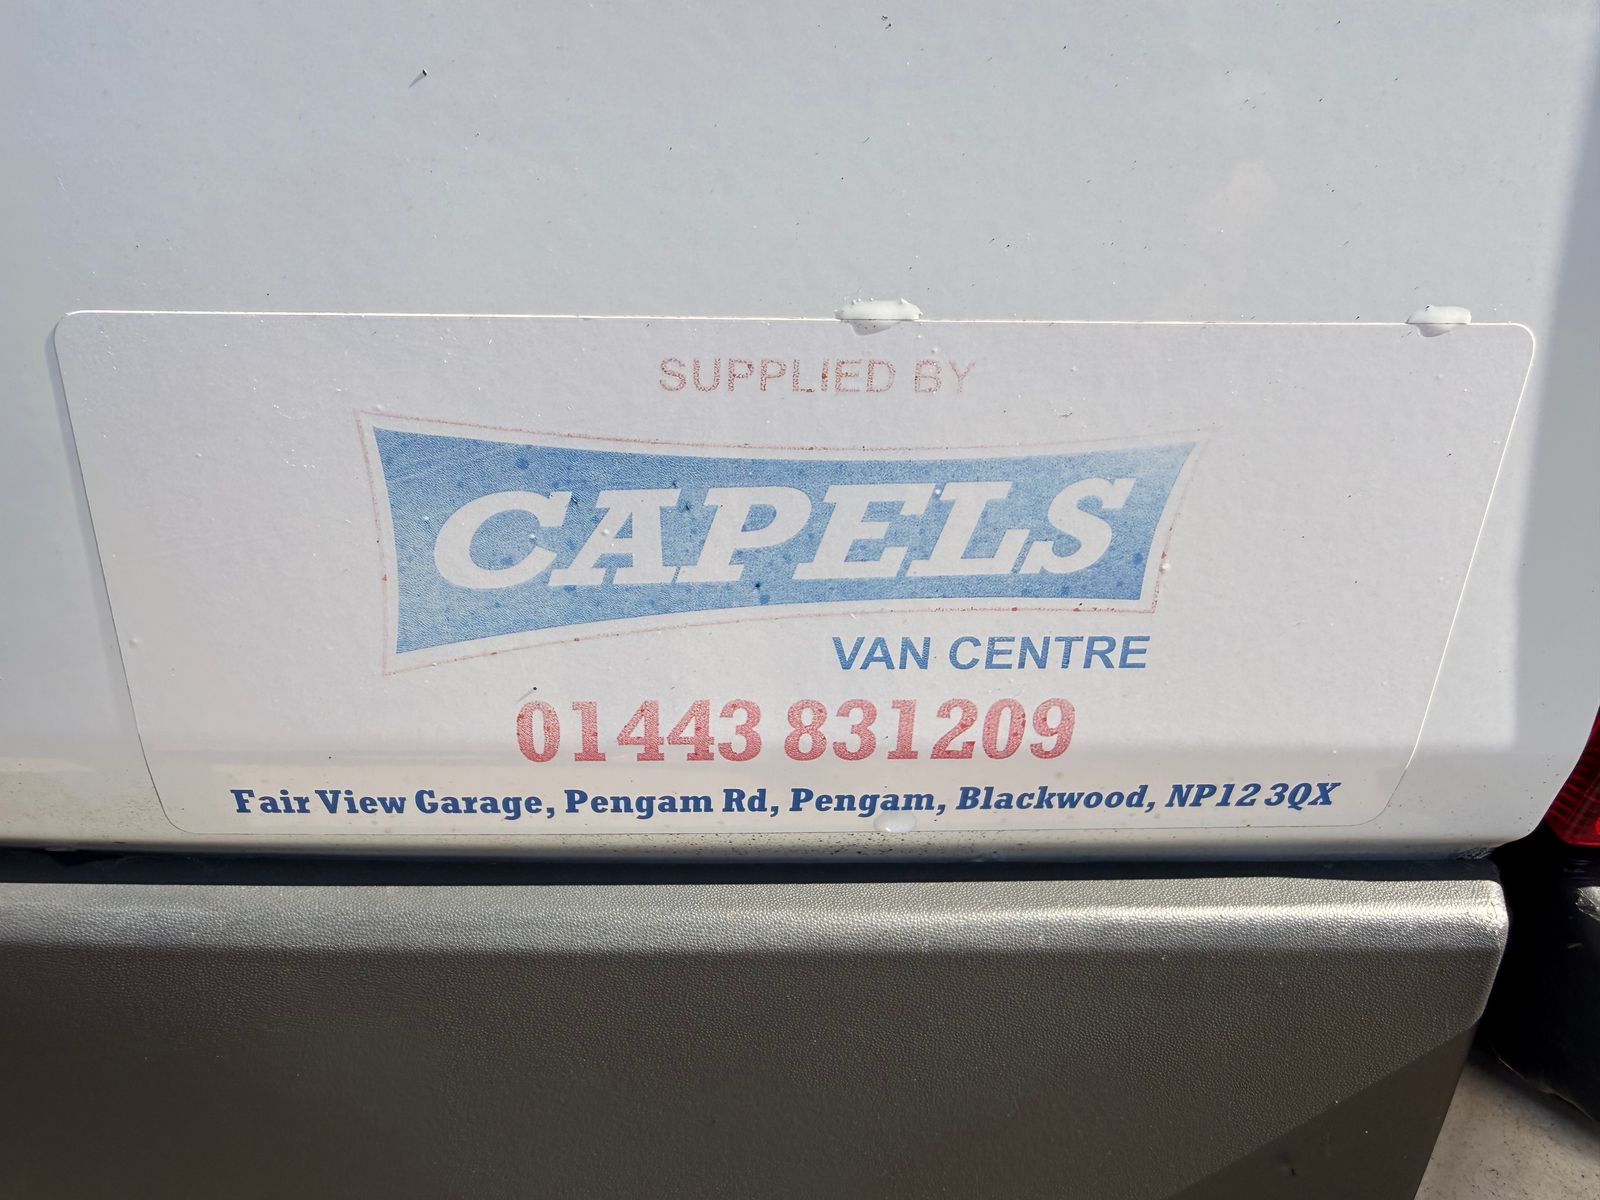 SUPPLIED BY
CAPELS
VAN CENTRE
01443 831209
Fair View Garage, Pengam Rd, Pengam, Blackwood, NP12 3QX